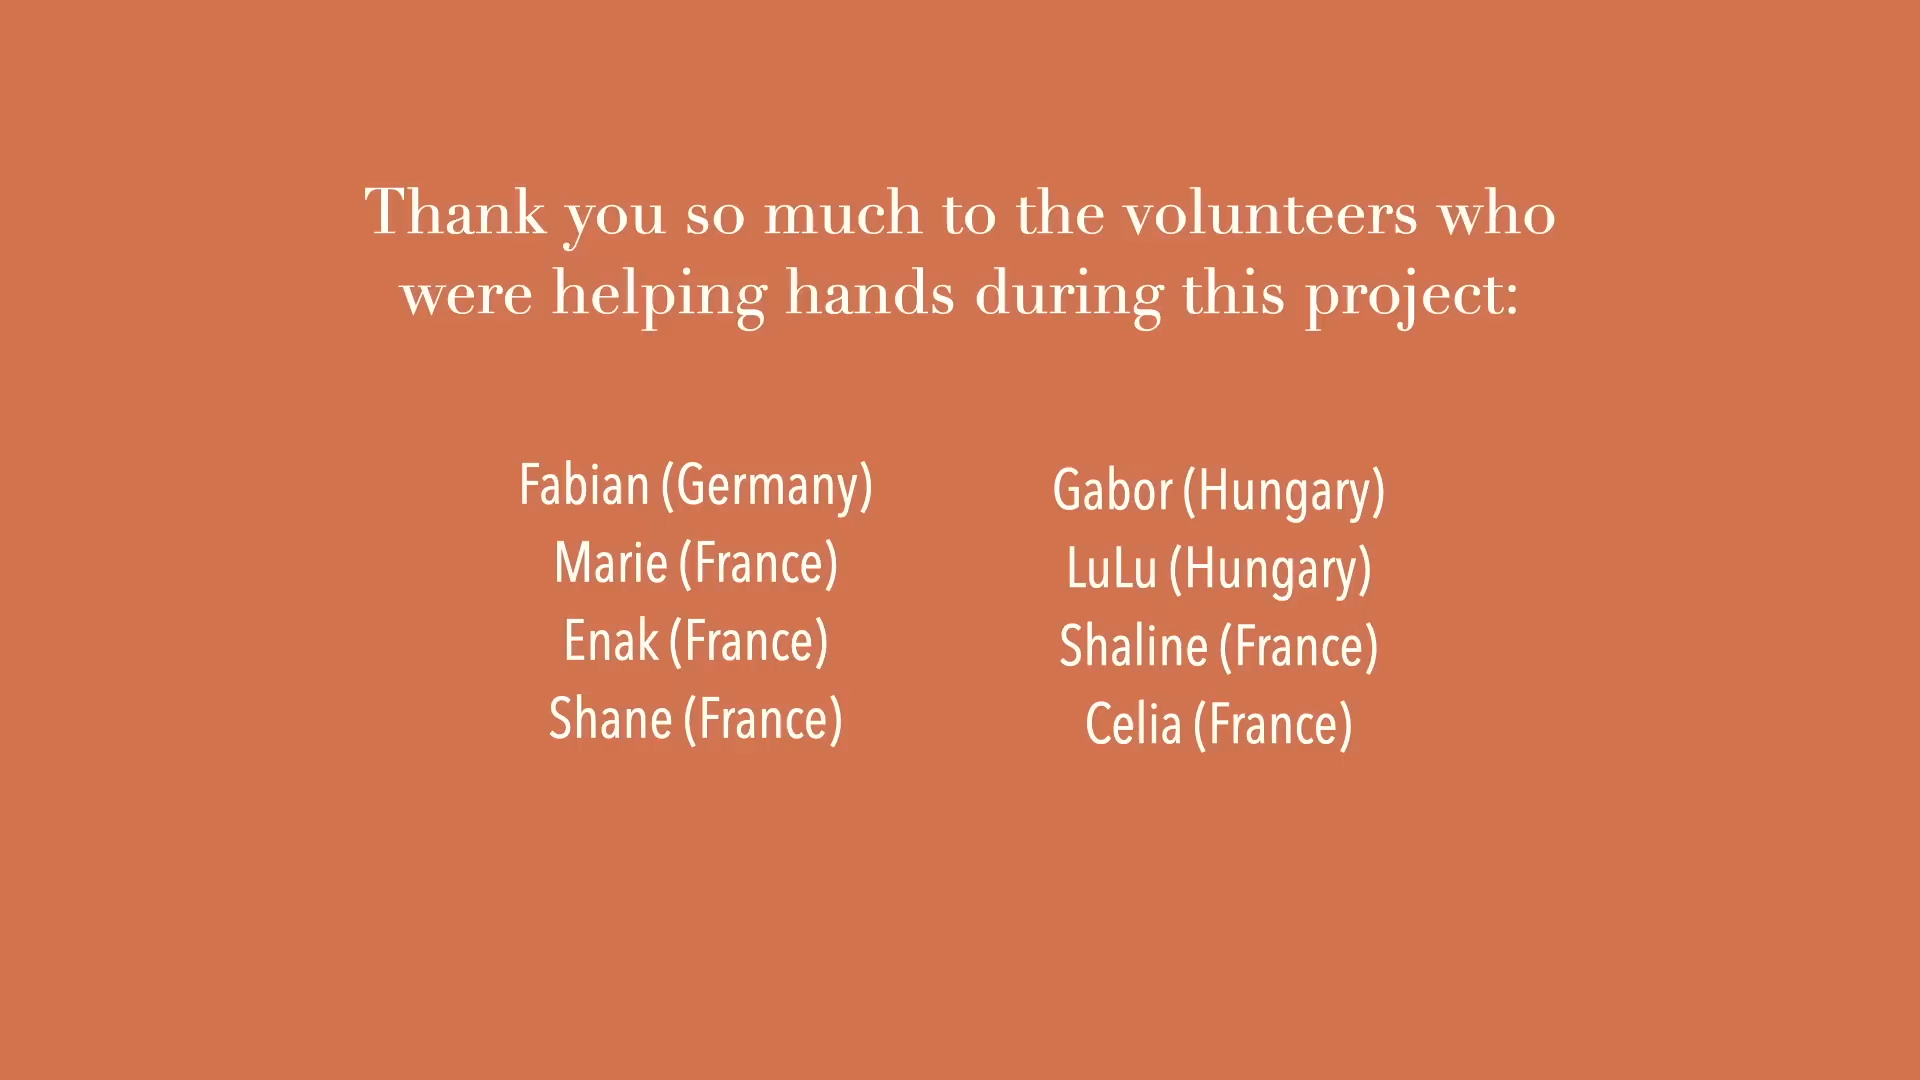 Thank you so much to the volunteers who
were helping hands during this project:
Fabian (Germany)
Marie (France)
Enak (France)
Shane (France)
Gabor (Hungary)
LuLu (Hungary)
Shaline (France)
Celia (France)